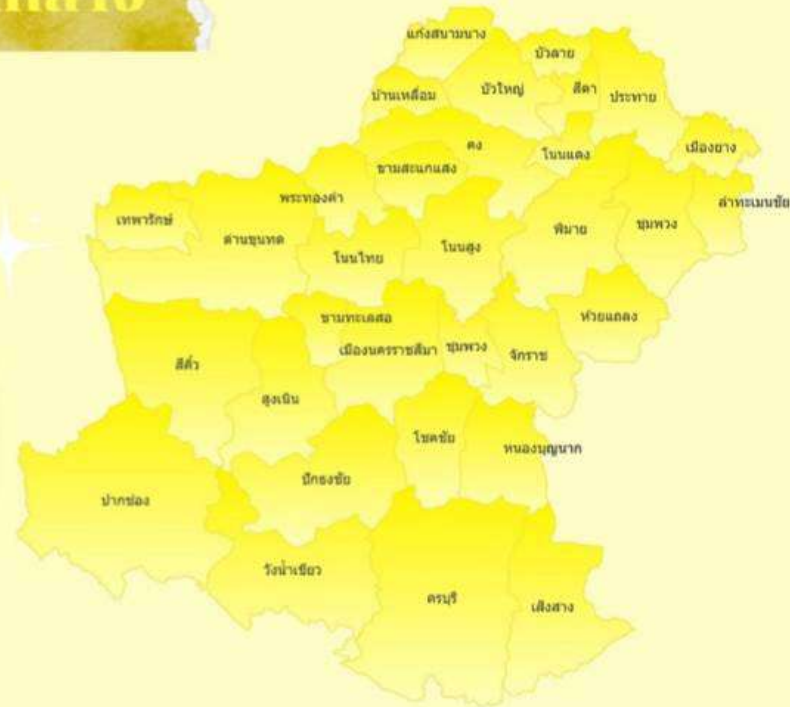 แก้งสนามนาง
บัวลาย
บ้านเหลื่อม
บัวใหญ่
สีดา
ประทาย
คง
ขามสะแกแสง
โนนแดง
เมืองยาง
เทพารักษ์
พระทองคำ
ด่านขุนทด
โนนไทย
โนนสูง
พิมาย
ชุมพวง
ลำทะเมนชัย
ขามทะเลสอ
ห้วยแถลง
สีคิ้ว
เมืองนครราชสีมา
ชุมพวง
จักราช
สูงเนิน
โชคชัย
หนองบุญนาก
ปักธงชัย
ปากช่อง
วังน้ำเขียว
ครบุรี
เสิงสาง